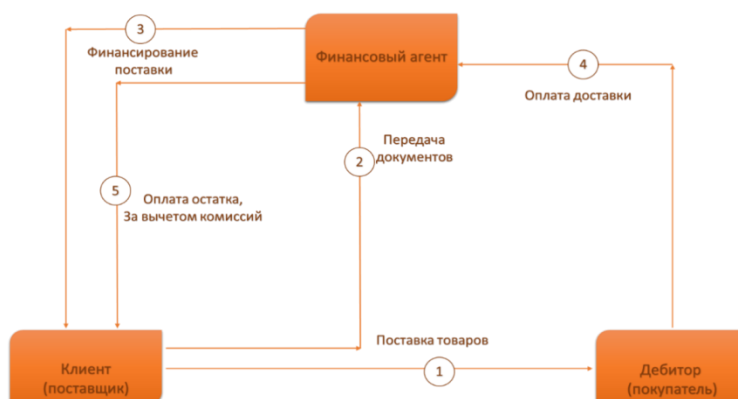 3
Финансирование
поставки
Финансовый агент
4
Оплата доставки
Передача
документов
2
5
Оплата остатка,
За вычетом комиссий
Поставка товаров
1
Клиент
(поставщик)
Дебитор
(покупатель)